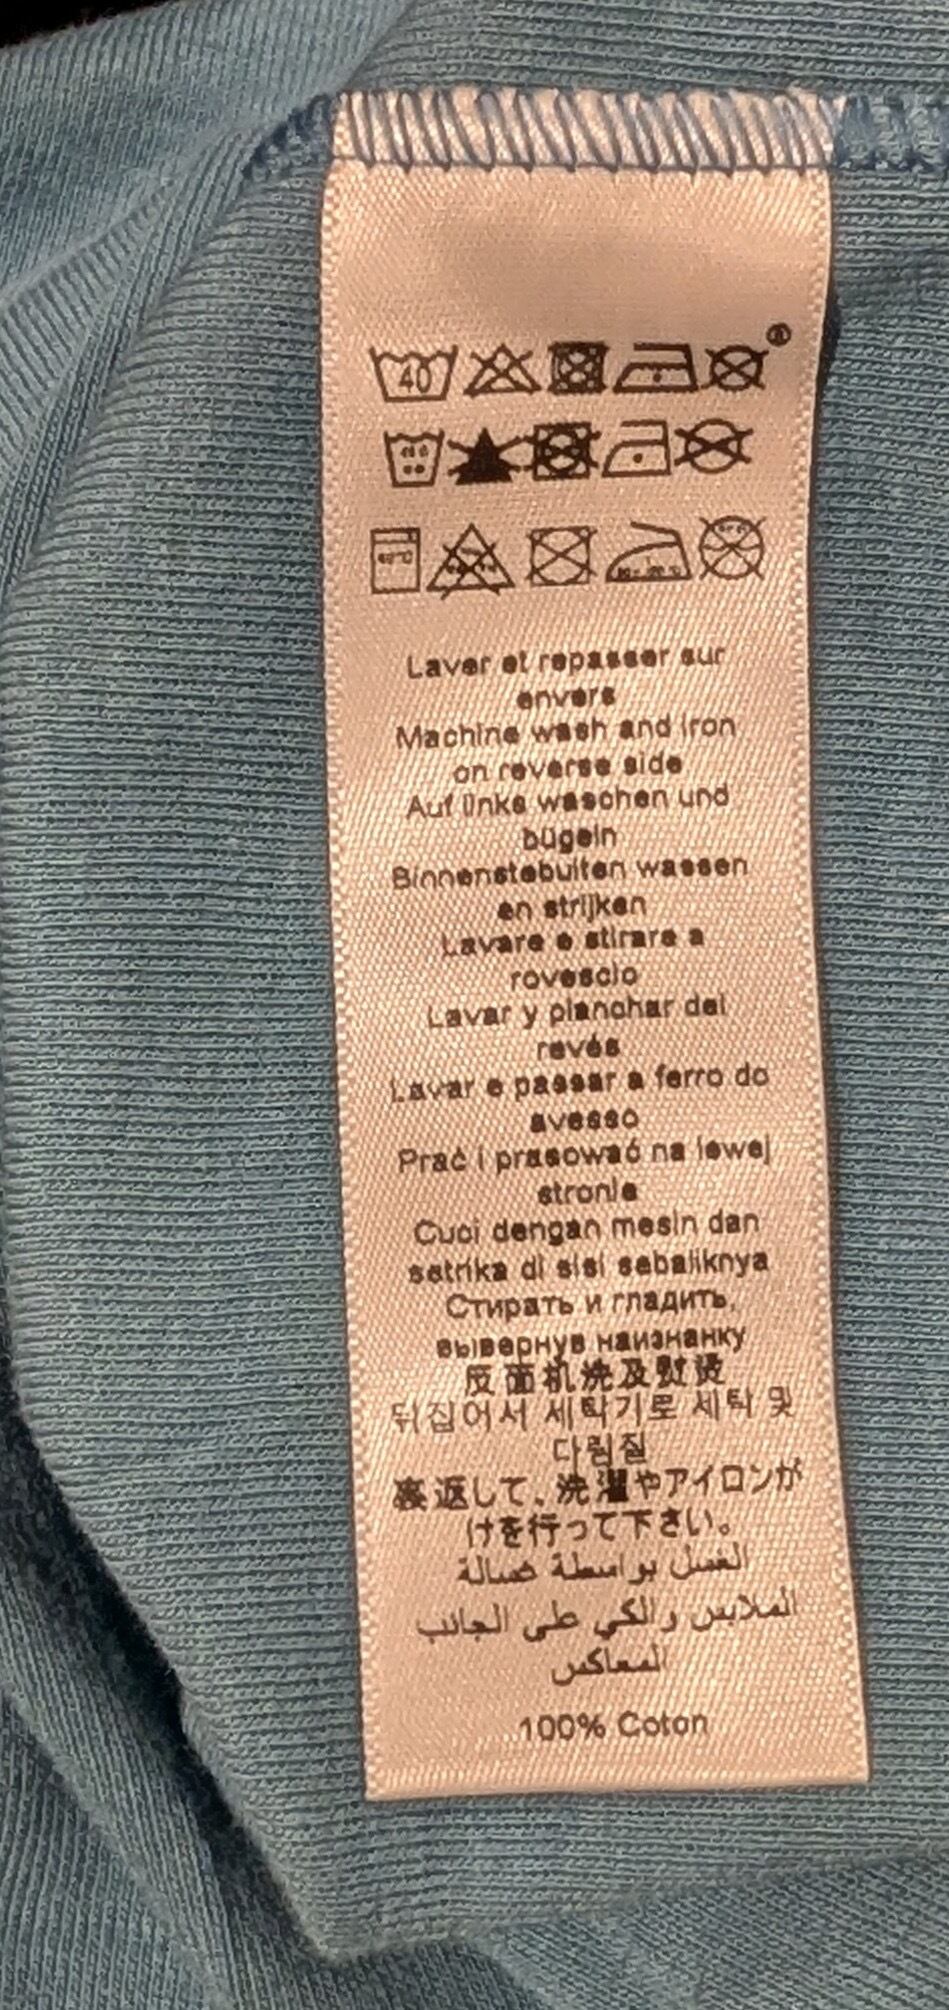 ®
40
Laver et repasser sur
envers
Machine wash and iron
on reverse side
Auf links waschen und
bügeln
Binnenstebuiten wassen
en strijken
Lavare e stirare a
rovescio
Lavar y planchar del
revés
Lavar e passar a ferro do
avesso
Prać i prasować na lewej
stronie
Cuci dengan mesin dan
setrika di sisi sebaliknya
Стирать и гладить,
вывернув наизнанку
反面机洗及熨烫
뒤집어서 세탁기로 세탁 및
다림질
裏返して、洗濯やアイロンが
けを行って下さい。
الغسل بواسطة غسالة
الملابس والكي على الجانب
المعاكس
100% Coton